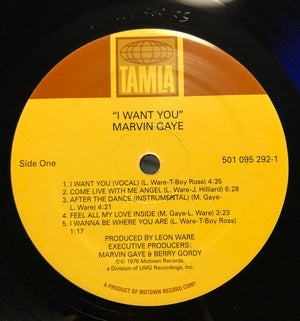 TAMLA
"I WANT YOU"
MARVIN GAYE
Side One
501 095 292-1
1. I WANT YOU (VOCAL) (L. Ware-T-Boy Ross) 4:35
2. COME LIVE WITH ME ANGEL (L. Ware-J. Hilliard) 6:28
3. AFTER THE DANCE (INSTRUMENTAL) (M. Gaye-
L. Ware) 4:21
4. FEEL ALL MY LOVE INSIDE (M. Gaye-L. Ware) 3:23
5. I WANNA BE WHERE YOU ARE (L. Ware-T-Boy Ross)
1:17
PRODUCED BY LEON WARE
EXECUTIVE PRODUCERS:
MARVIN GAYE & BERRY GORDY
℗© 1976 Motown Records,
a Division of UMG Recordings, Inc.
A PRODUCT OF MOTOWN RECORD CORP.